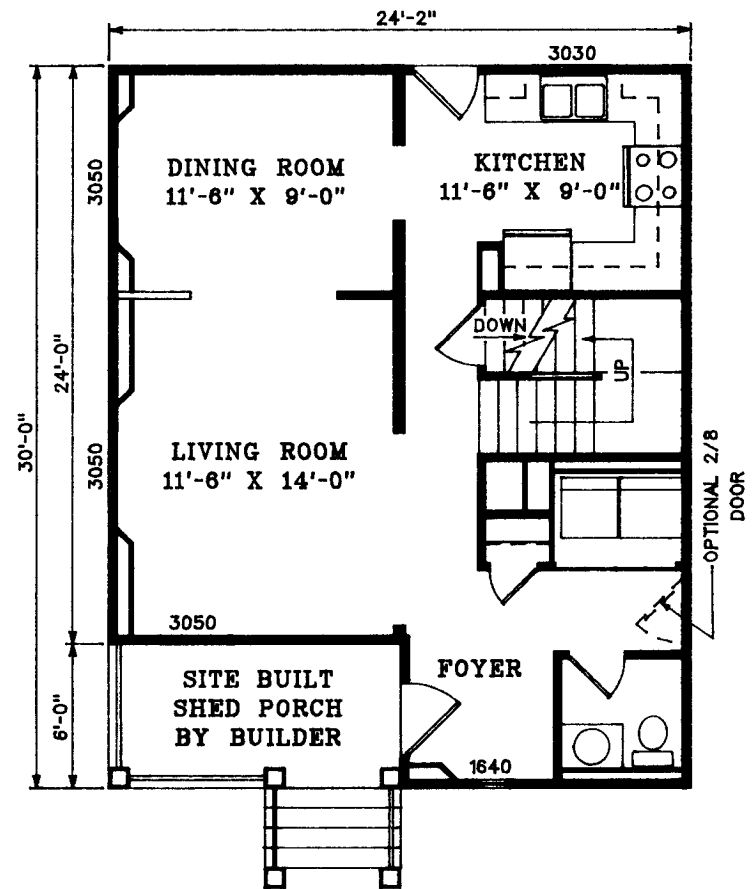 24'-2"
3030
DINING ROOM
11'-6" X 9'-0"
KITCHEN
11'-6" X 9'-0"
3050
DOWN
UP
24'-0"
30'-0"
LIVING ROOM
11'-6" X 14'-0"
3050
OPTIONAL 2/8
DOOR
3050
SITE BUILT
SHED PORCH
BY BUILDER
FOYER
6'-0"
1640